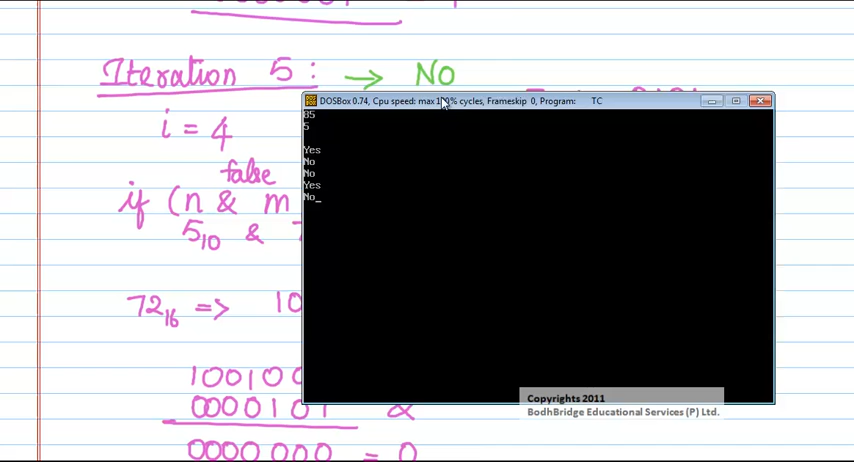 Iteration 5 : → NO
i = 4
false
if (n & m
5₁₀ & 7
72₁₆ => 10
100100
0000101 &
0000000 = 0
DOSBox 0.74, Cpu speed: max 100% cycles, Frameskip 0, Program: TC
85
5
Yes
No
No
Yes
No_
Copyrights 2011
BodhBridge Educational Services (P) Ltd.